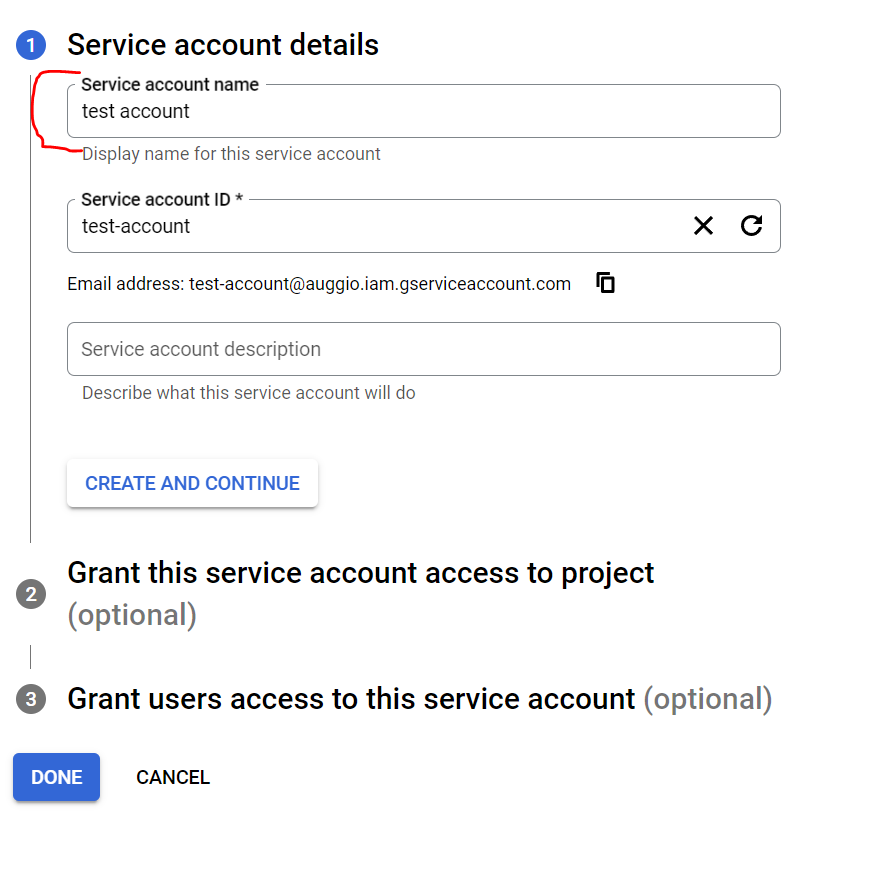 1 Service account details
Service account name
test account
Display name for this service account
Service account ID *
test-account
Email address: test-account@auggio.iam.gserviceaccount.com
Service account description
Describe what this service account will do
CREATE AND CONTINUE
2 Grant this service account access to project
(optional)
3 Grant users access to this service account (optional)
DONE CANCEL